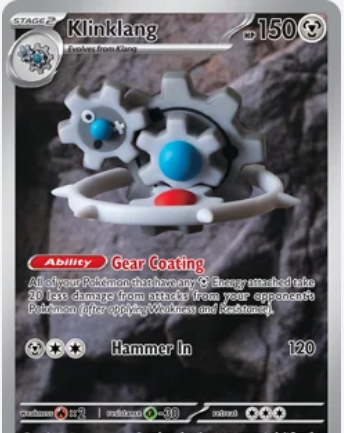 STAGE 2
Klinklang
HP 150
Evolves from Klang
Ability Gear Coating
All of your Pokémon that have any Energy attached take
20 less damage from attacks from your opponent's
Pokémon (after applying Weakness and Resistance).
Hammer In 120
weakness ×2 resistance -30 retreat